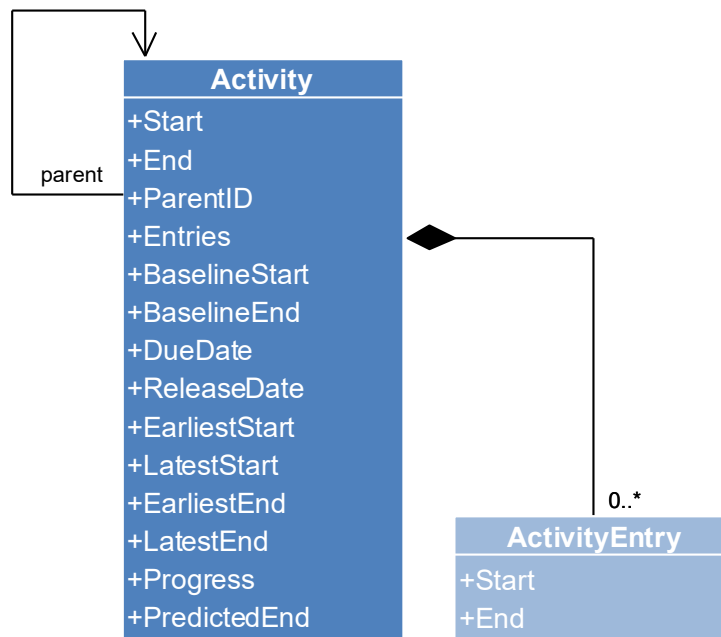 Activity
+Start
+End
parent
+ParentID
+Entries
+BaselineStart
+BaselineEnd
+DueDate
+ReleaseDate
+EarliestStart
+LatestStart
+EarliestEnd
+LatestEnd
+Progress
+PredictedEnd
0..*
ActivityEntry
+Start
+End